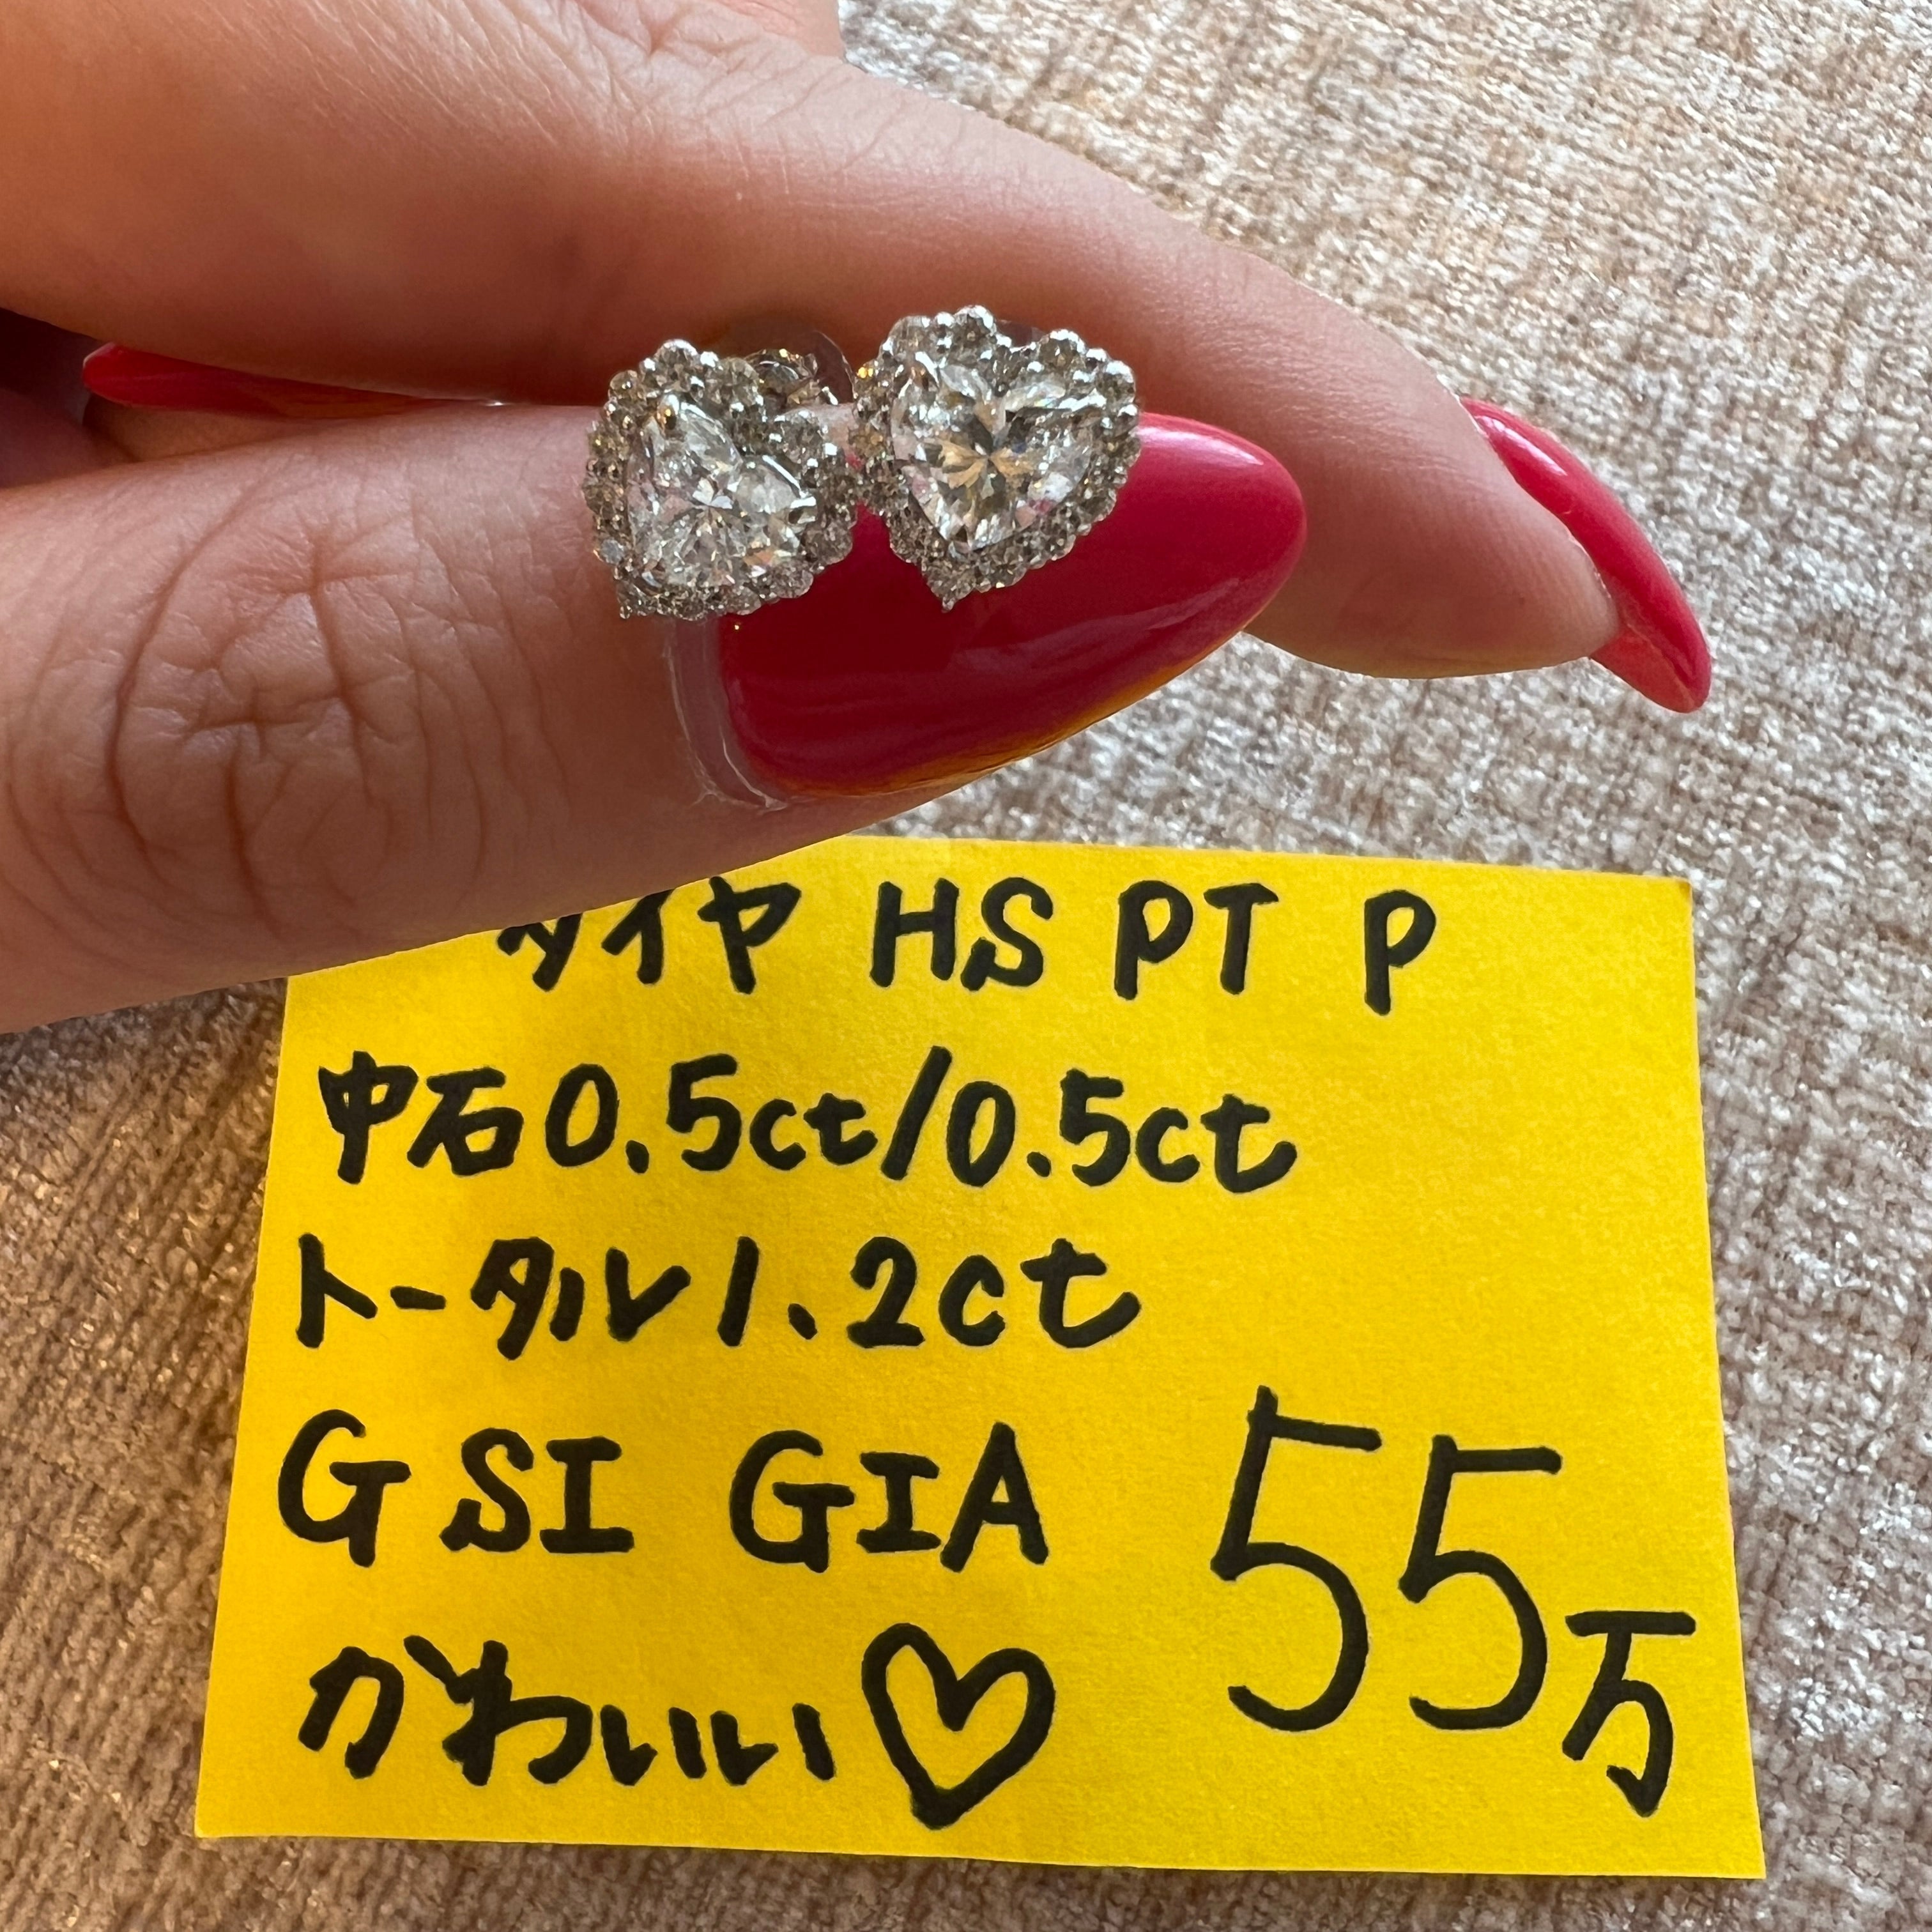 ダイヤ HS PT P
中石0.5ct/0.5ct
トータル1.2ct
G SI GIA
かわいい♡
55万